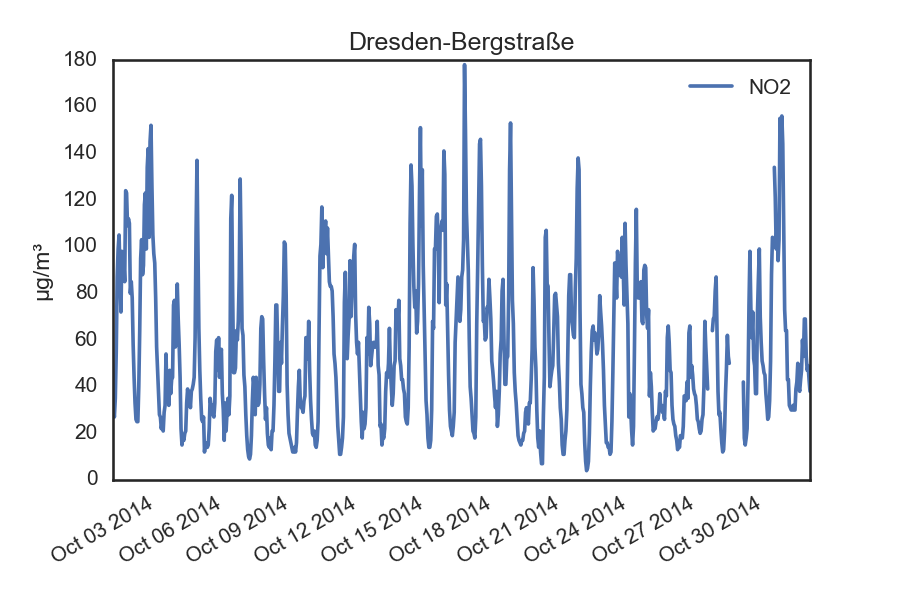 Dresden-Bergstraße
NO2
µg/m³
180
160
140
120
100
80
60
40
20
0
Oct 03 2014
Oct 06 2014
Oct 09 2014
Oct 12 2014
Oct 15 2014
Oct 18 2014
Oct 21 2014
Oct 24 2014
Oct 27 2014
Oct 30 2014